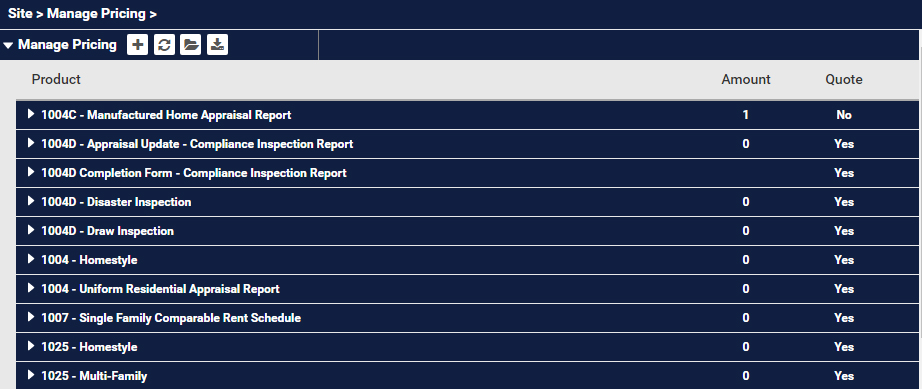 Site > Manage Pricing >
Manage Pricing
Product Amount Quote
1004C - Manufactured Home Appraisal Report 1 No
1004D - Appraisal Update - Compliance Inspection Report 0 Yes
1004D Completion Form - Compliance Inspection Report Yes
1004D - Disaster Inspection 0 Yes
1004D - Draw Inspection 0 Yes
1004 - Homestyle 0 Yes
1004 - Uniform Residential Appraisal Report 0 Yes
1007 - Single Family Comparable Rent Schedule 0 Yes
1025 - Homestyle 0 Yes
1025 - Multi-Family 0 Yes